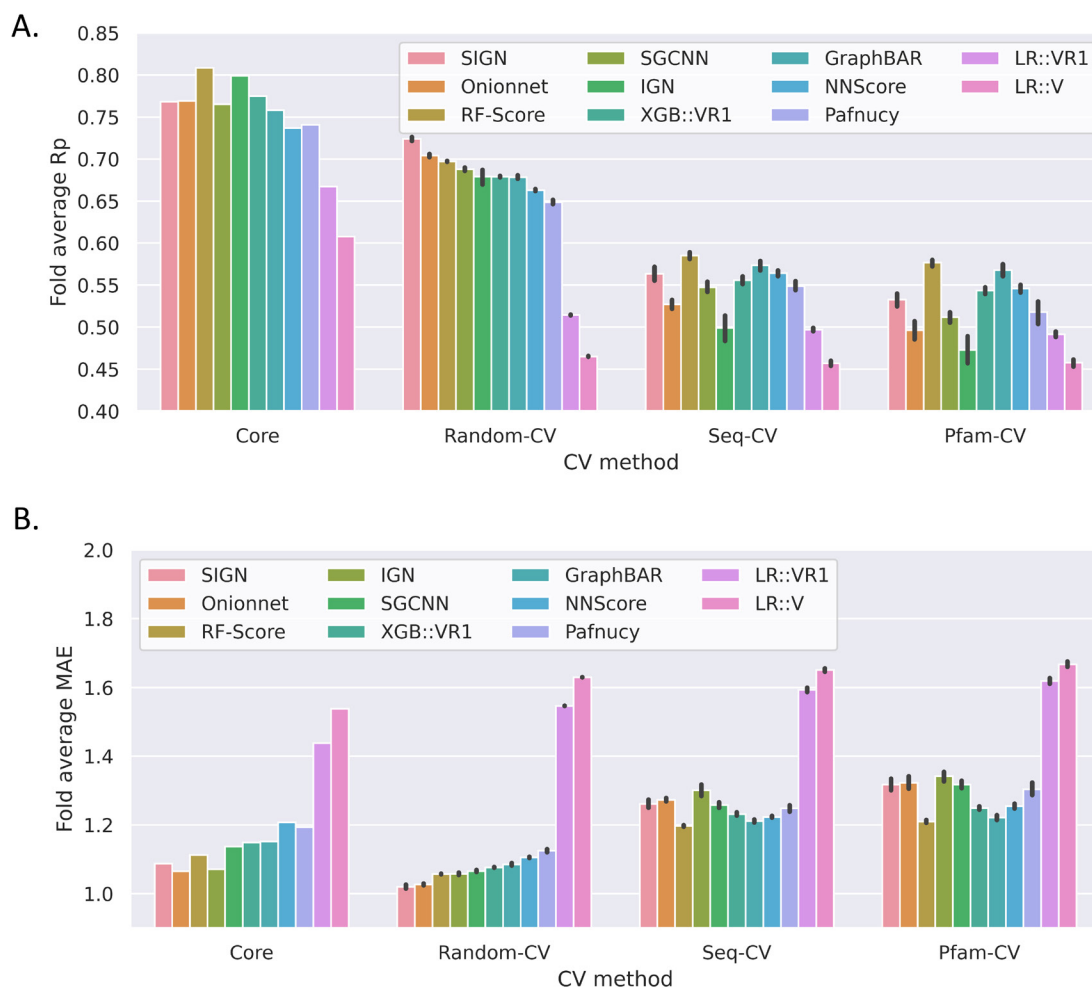 A.
0.85
0.80
0.75
0.70
0.65
0.60
0.55
0.50
0.45
0.40
Fold average Rp
SIGN
Onionnet
RF-Score
SGCNN
IGN
XGB::VR1
GraphBAR
NNScore
Pafnucy
LR::VR1
LR::V
Core
Random-CV
Seq-CV
Pfam-CV
CV method
B.
2.0
1.8
1.6
1.4
1.2
1.0
Fold average MAE
SIGN
Onionnet
RF-Score
IGN
SGCNN
XGB::VR1
GraphBAR
NNScore
Pafnucy
LR::VR1
LR::V
Core
Random-CV
Seq-CV
Pfam-CV
CV method